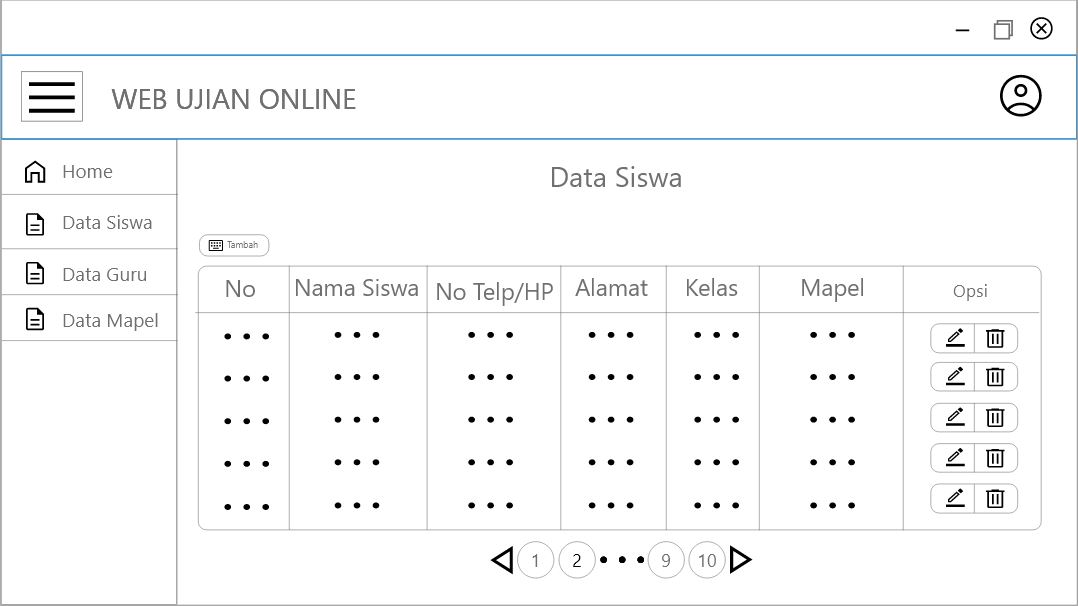 WEB UJIAN ONLINE
Home
Data Siswa
Data Guru
Data Mapel
Data Siswa
Tambah
No Nama Siswa No Telp/HP Alamat Kelas Mapel Opsi
1 2 9 10